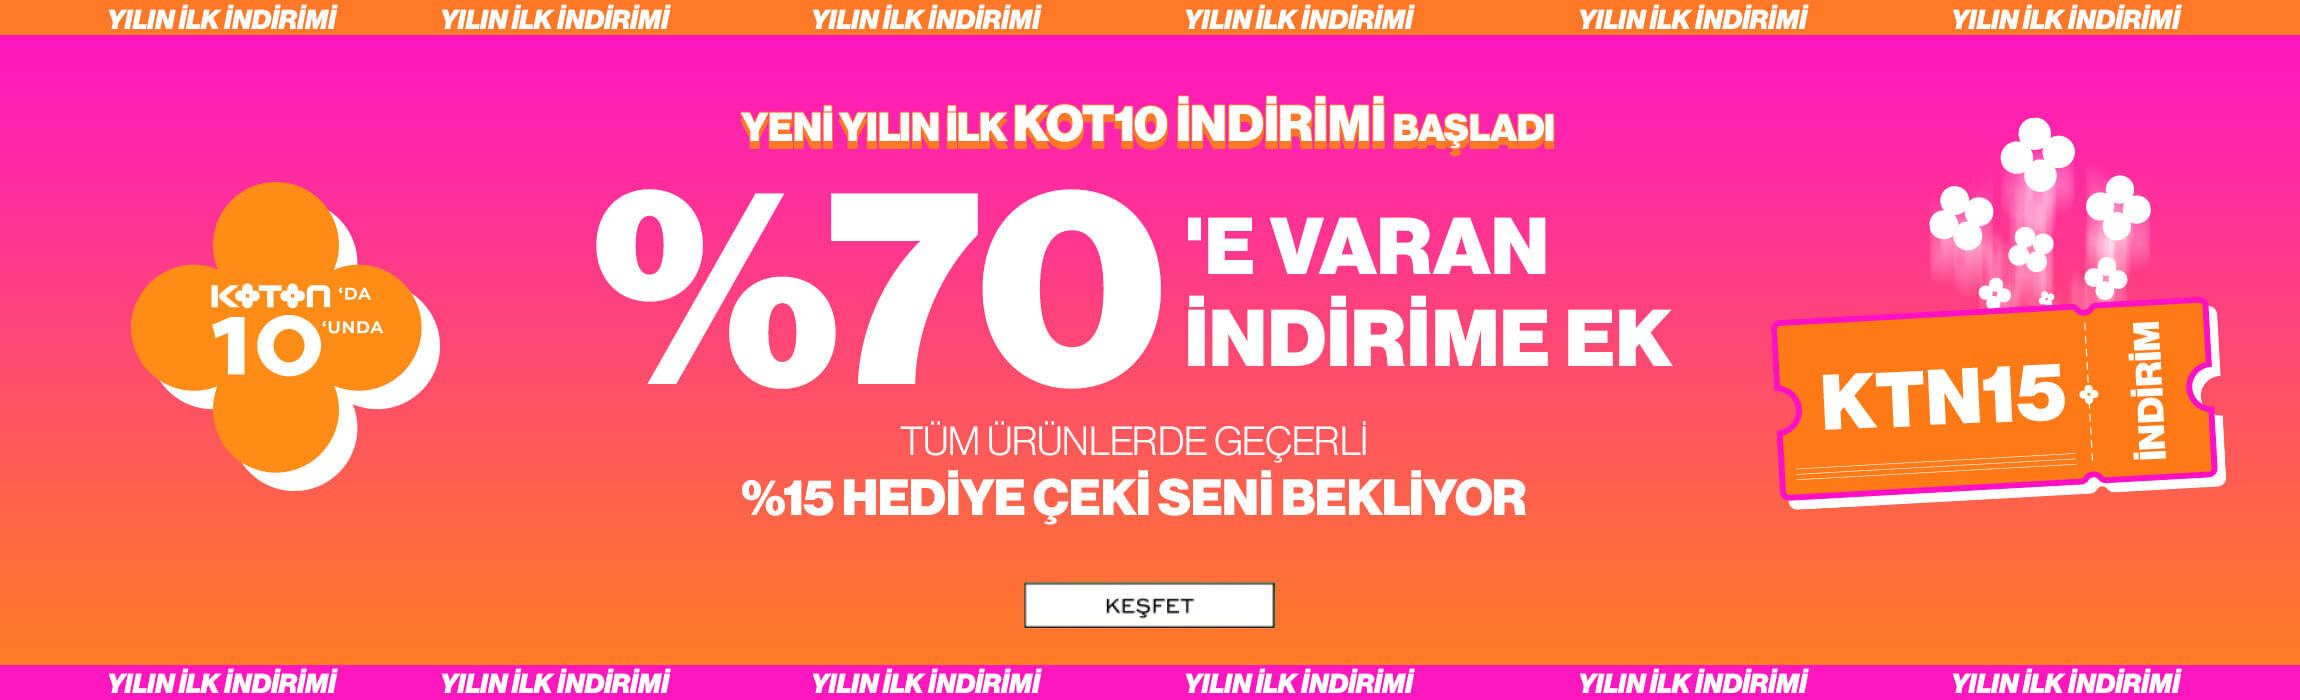 YILIN İLK İNDİRİMİ YILIN İLK İNDİRİMİ YILIN İLK İNDİRİMİ YILIN İLK İNDİRİMİ YILIN İLK İNDİRİMİ YILIN İLK İNDİRİMİ
YENİ YILIN İLK KOT10 İNDİRİMİ BAŞLADI
KOTON 'DA
10 'UNDA
%70 'E VARAN
İNDİRİME EK
TÜM ÜRÜNLERDE GEÇERLİ
%15 HEDİYE ÇEKİ SENİ BEKLİYOR
KTN15
İNDİRİM
KEŞFET
YILIN İLK İNDİRİMİ YILIN İLK İNDİRİMİ YILIN İLK İNDİRİMİ YILIN İLK İNDİRİMİ YILIN İLK İNDİRİMİ YILIN İLK İNDİRİMİ